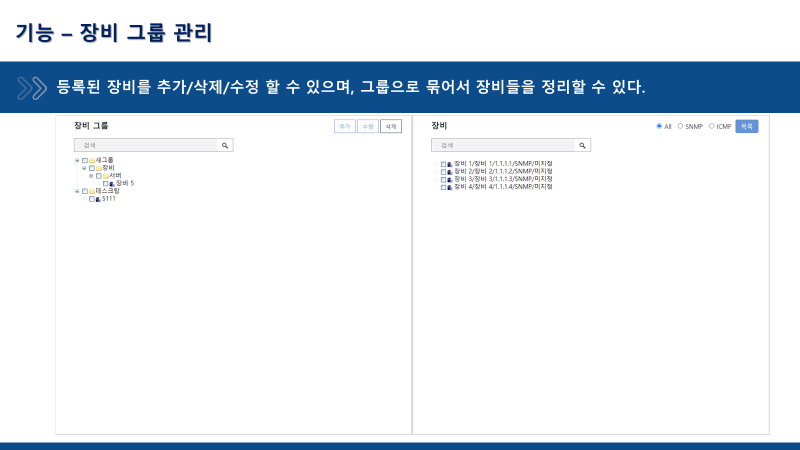 기능 – 장비 그룹 관리
등록된 장비를 추가/삭제/수정 할 수 있으며, 그룹으로 묶어서 장비들을 정리할 수 있다.
장비 그룹
추가 수정 삭제
검색
새그룹
장비
서버
장비 5
데스크탑
5111
장비
All SNMP ICMP 목록
검색
장비 1/장비 1/1.1.1.1/SNMP/미지정
장비 2/장비 2/1.1.1.2/SNMP/미지정
장비 3/장비 3/1.1.1.3/SNMP/미지정
장비 4/장비 4/1.1.1.4/SNMP/미지정